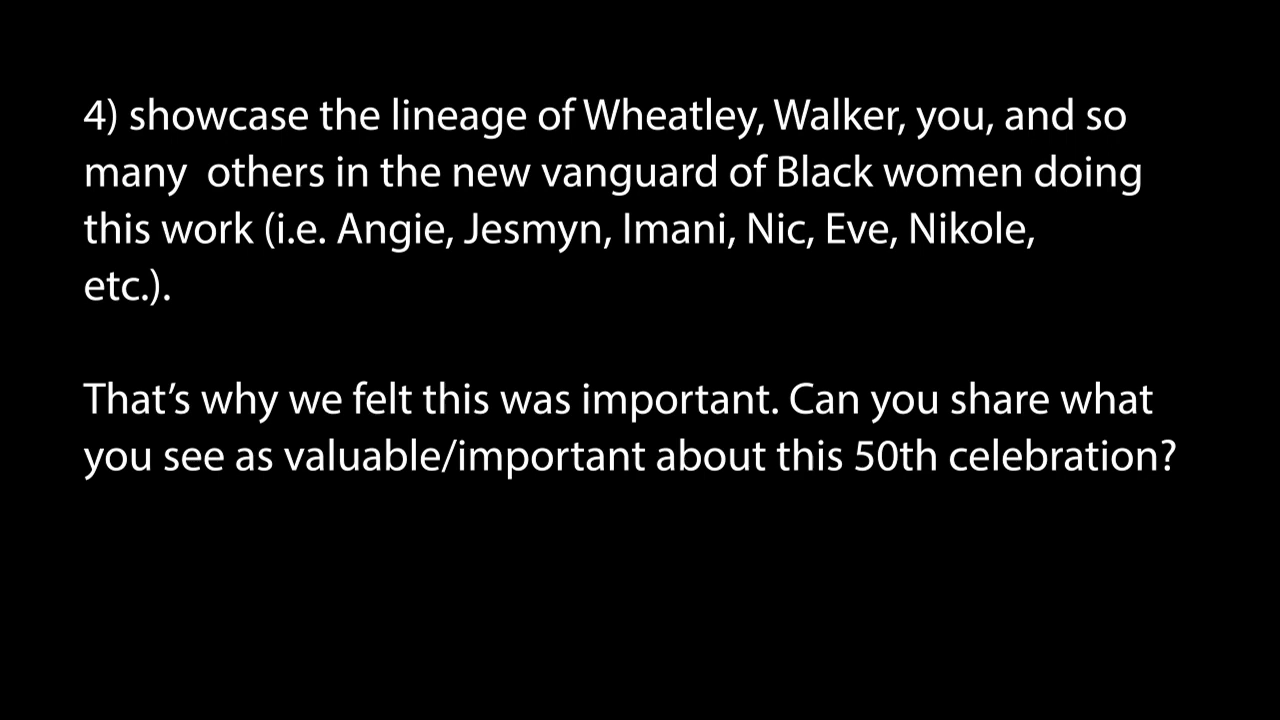 4) showcase the lineage of Wheatley, Walker, you, and so
many  others in the new vanguard of Black women doing
this work (i.e. Angie, Jesmyn, Imani, Nic, Eve, Nikole,
etc.).
That’s why we felt this was important. Can you share what
you see as valuable/important about this 50th celebration?